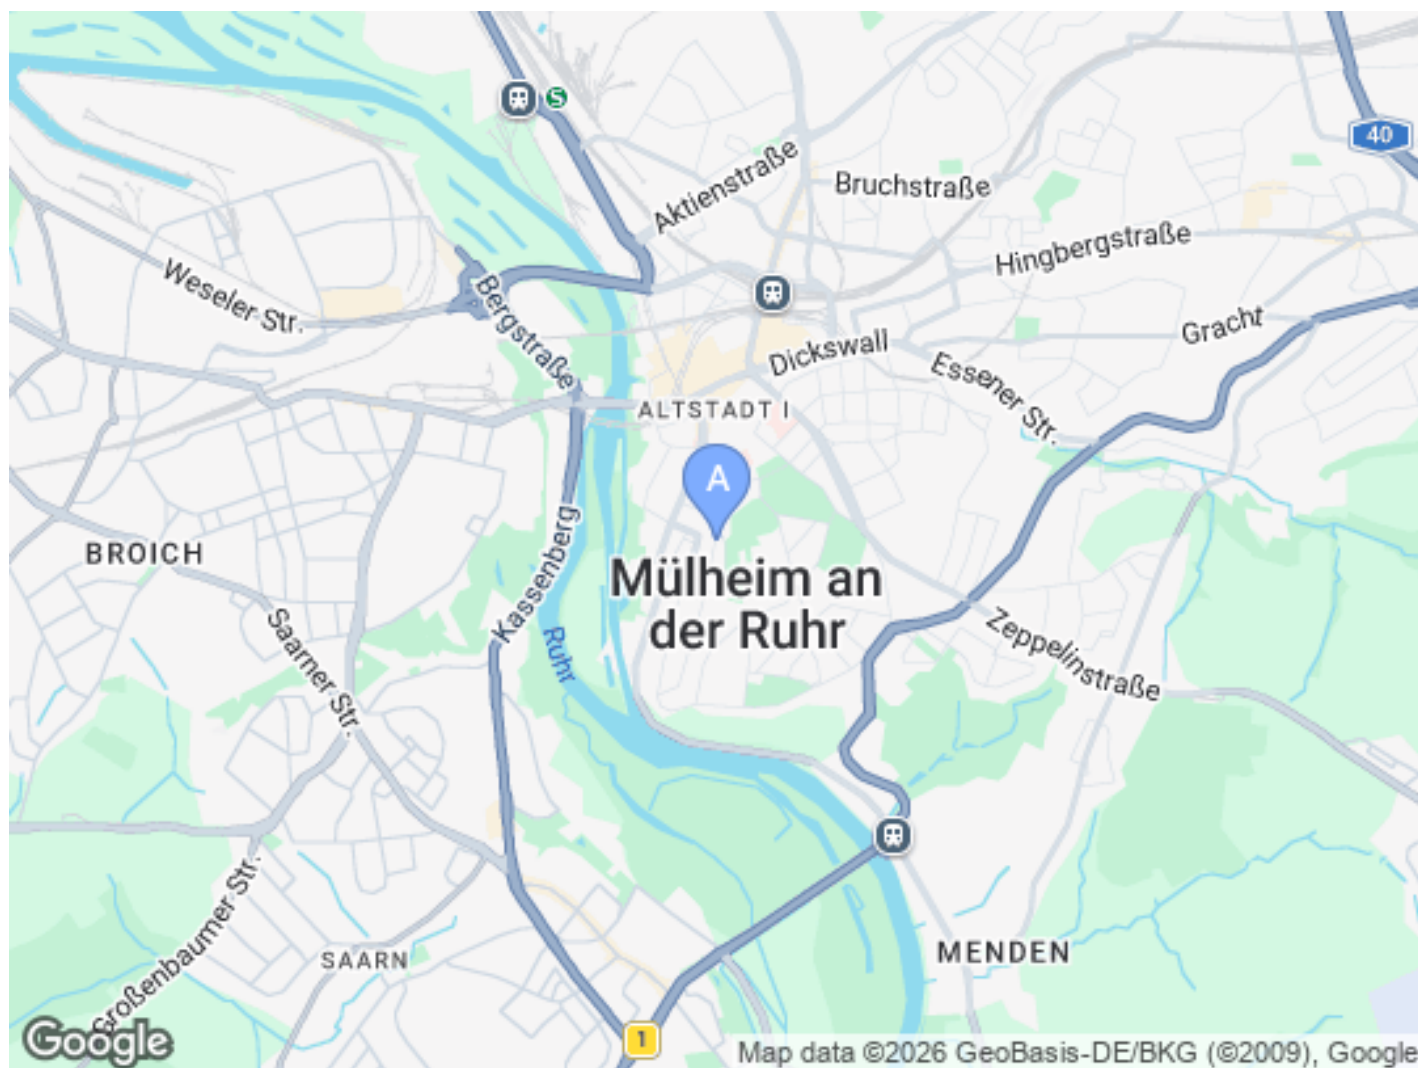 S
40
Aktienstraße
Bruchstraße
Hingbergstraße
Weseler Str.
Bergstraße
Gracht
Dickswall
Essener Str.
ALTSTADT I
A
BROICH
Kassenberg
Mülheim an
der Ruhr
Ruhr
Saarner Str.
Zeppelinstraße
Großenbaumer Str.
SAARN
MENDEN
1
Google
Map data ©2026 GeoBasis-DE/BKG (©2009), Google